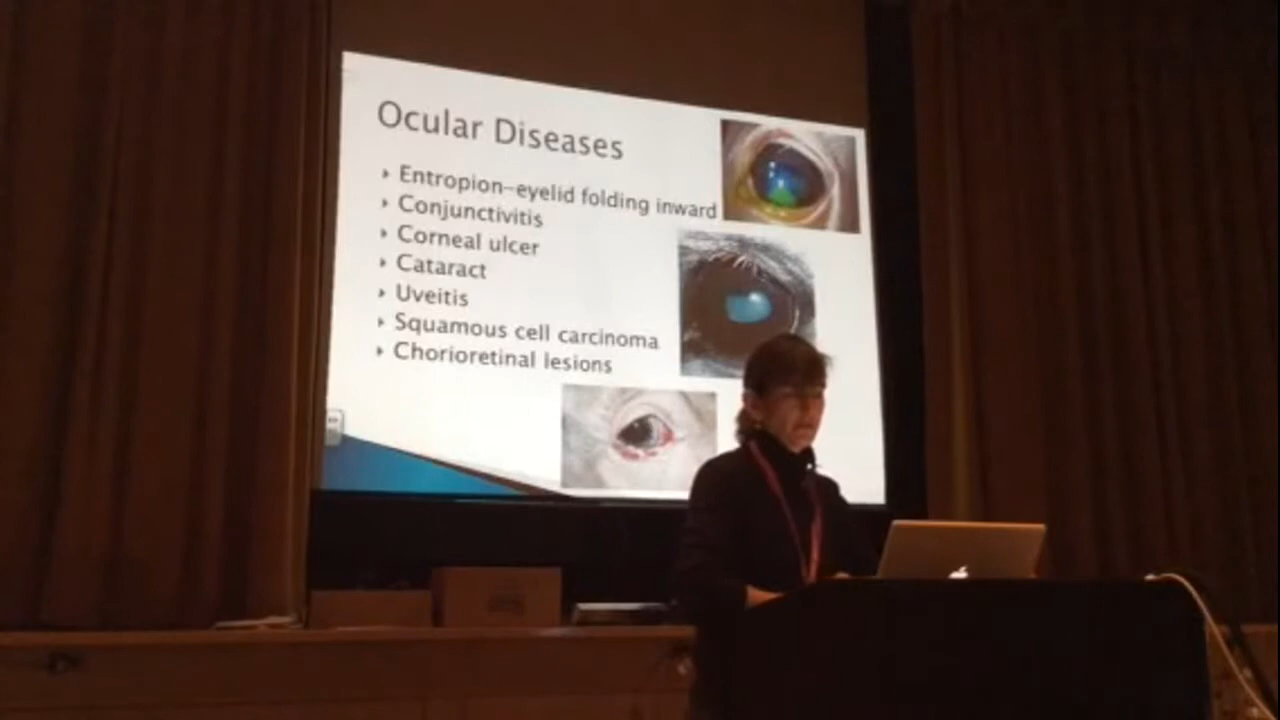 Ocular Diseases
Entropion-eyelid folding inward
Conjunctivitis
Corneal ulcer
Cataract
Uveitis
Squamous cell carcinoma
Chorioretinal lesions